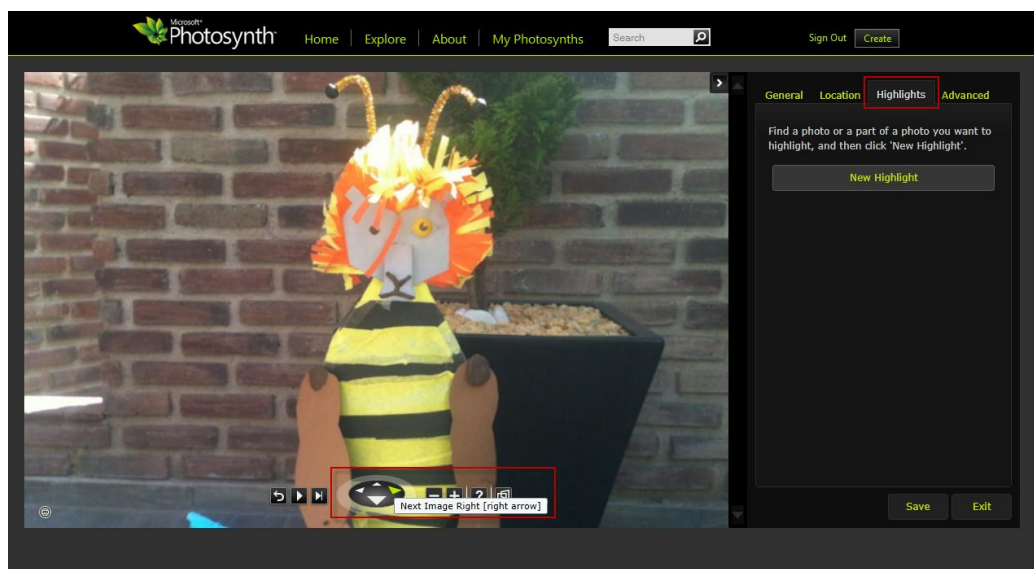 Microsoft®
Photosynth™
Home | Explore | About | My Photosynths
Search
Sign Out
Create
General
Location
Highlights
Advanced
Find a photo or a part of a photo you want to
highlight, and then click 'New Highlight'.
New Highlight
Next Image Right [right arrow]
Save
Exit